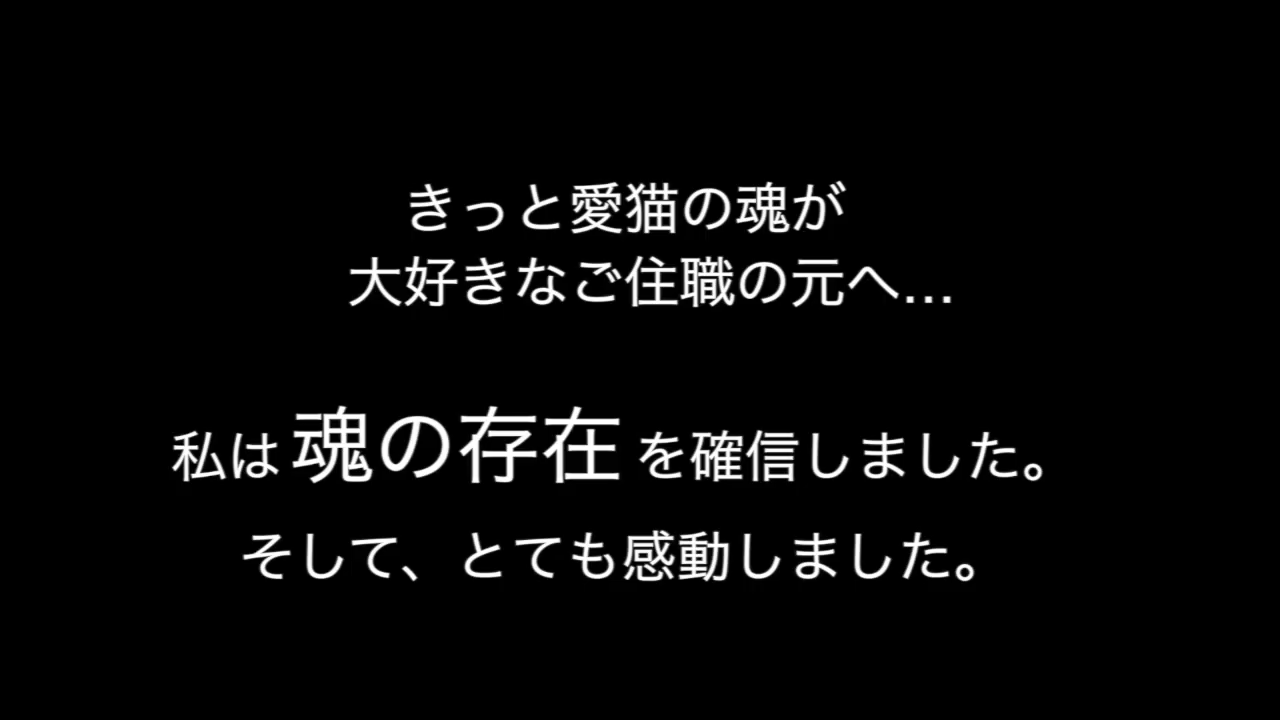 きっと愛猫の魂が
大好きなご住職の元へ...
私は魂の存在を確信しました。
そして、とても感動しました。